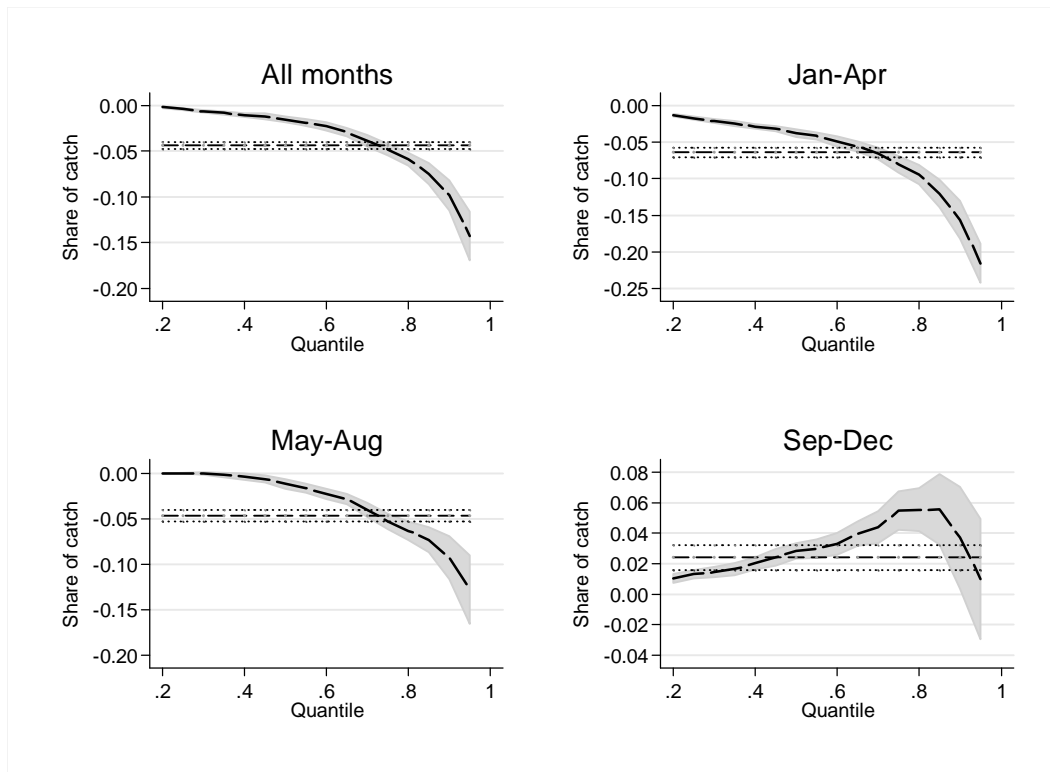 All months
Share of catch
0.00
-0.05
-0.10
-0.15
-0.20
.2 .4 .6 .8 1
Quantile
Jan-Apr
Share of catch
0.00
-0.05
-0.10
-0.15
-0.20
-0.25
.2 .4 .6 .8 1
Quantile
May-Aug
Share of catch
0.00
-0.05
-0.10
-0.15
-0.20
.2 .4 .6 .8 1
Quantile
Sep-Dec
Share of catch
0.08
0.06
0.04
0.02
0.00
-0.02
-0.04
.2 .4 .6 .8 1
Quantile